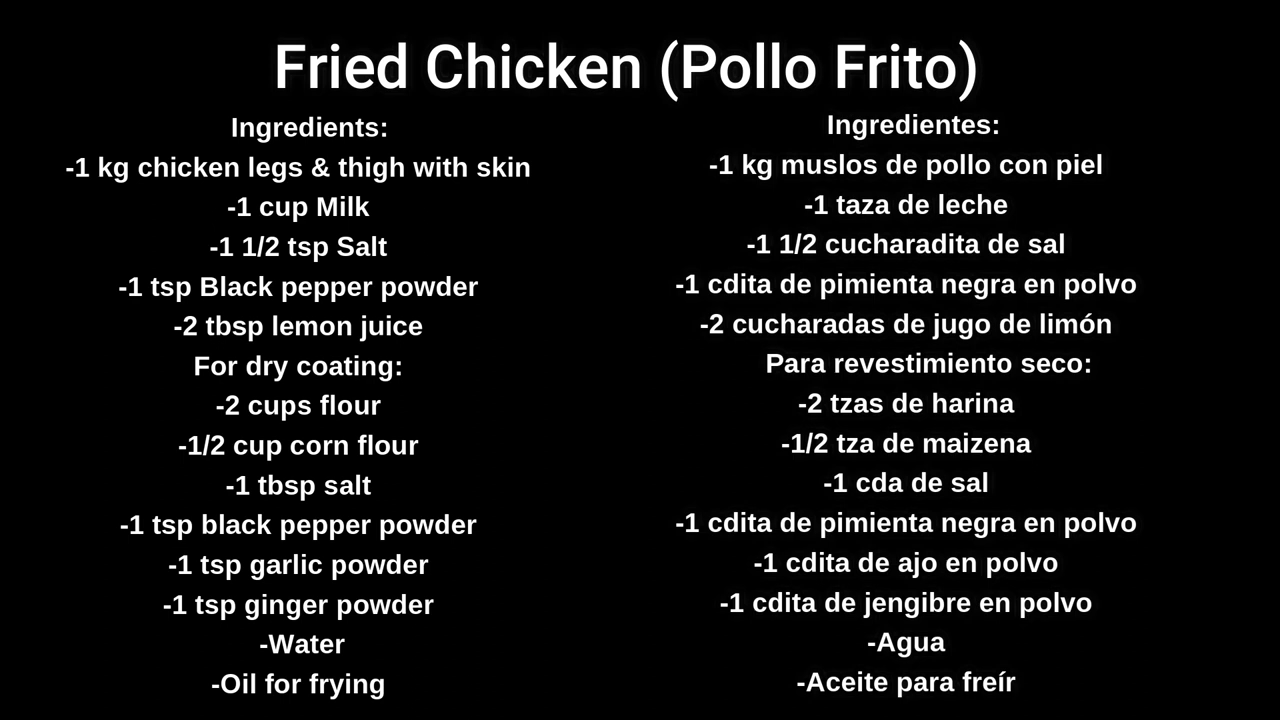 Fried Chicken (Pollo Frito)
Ingredients:
-1 kg chicken legs & thigh with skin
-1 cup Milk
-1 1/2 tsp Salt
-1 tsp Black pepper powder
-2 tbsp lemon juice
For dry coating:
-2 cups flour
-1/2 cup corn flour
-1 tbsp salt
-1 tsp black pepper powder
-1 tsp garlic powder
-1 tsp ginger powder
-Water
-Oil for frying
Ingredientes:
-1 kg muslos de pollo con piel
-1 taza de leche
-1 1/2 cucharadita de sal
-1 cdita de pimienta negra en polvo
-2 cucharadas de jugo de limón
Para revestimiento seco:
-2 tzas de harina
-1/2 tza de maizena
-1 cda de sal
-1 cdita de pimienta negra en polvo
-1 cdita de ajo en polvo
-1 cdita de jengibre en polvo
-Agua
-Aceite para freír